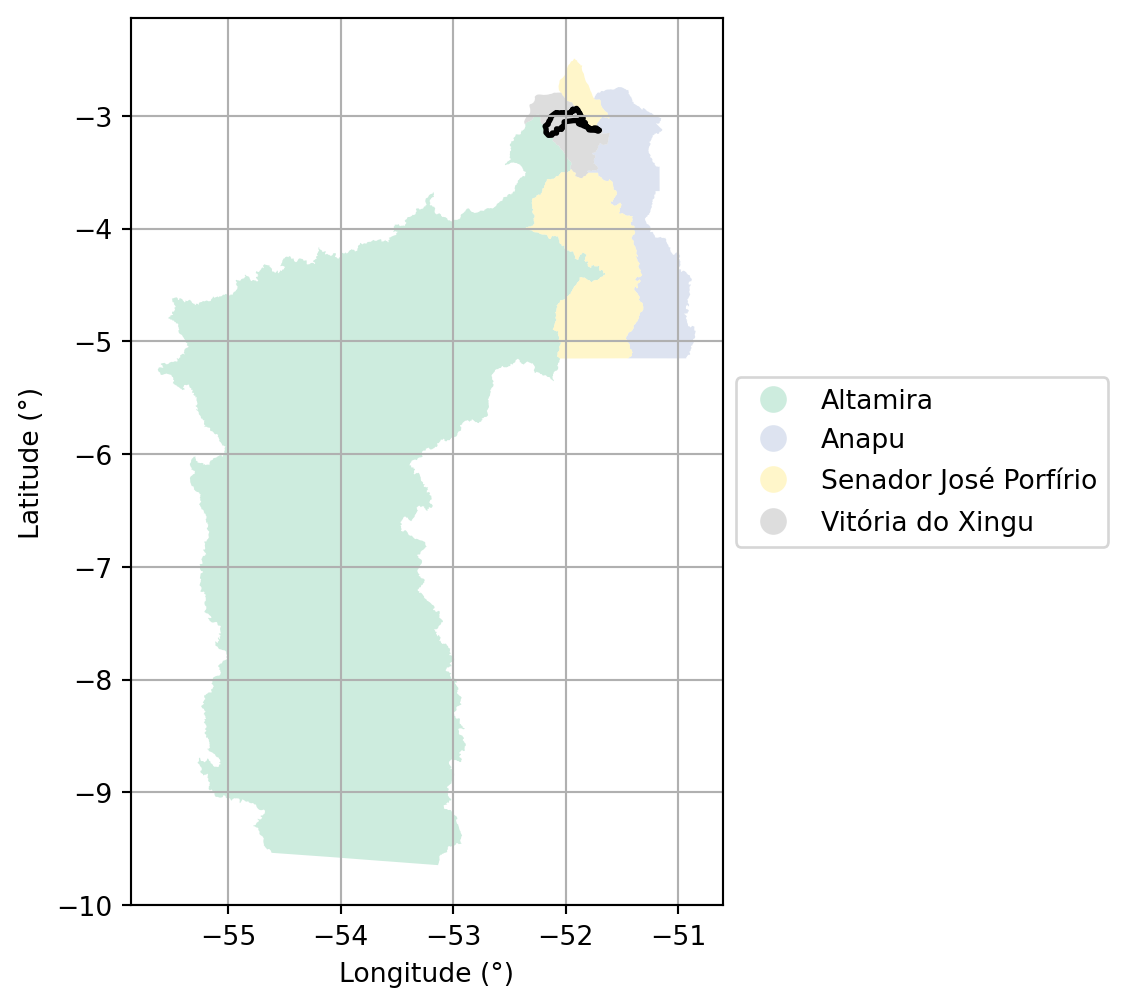 Latitude (°)
−3
−4
−5
−6
−7
−8
−9
−10
−55
−54
−53
−52
−51
Longitude (°)
Altamira
Anapu
Senador José Porfírio
Vitória do Xingu